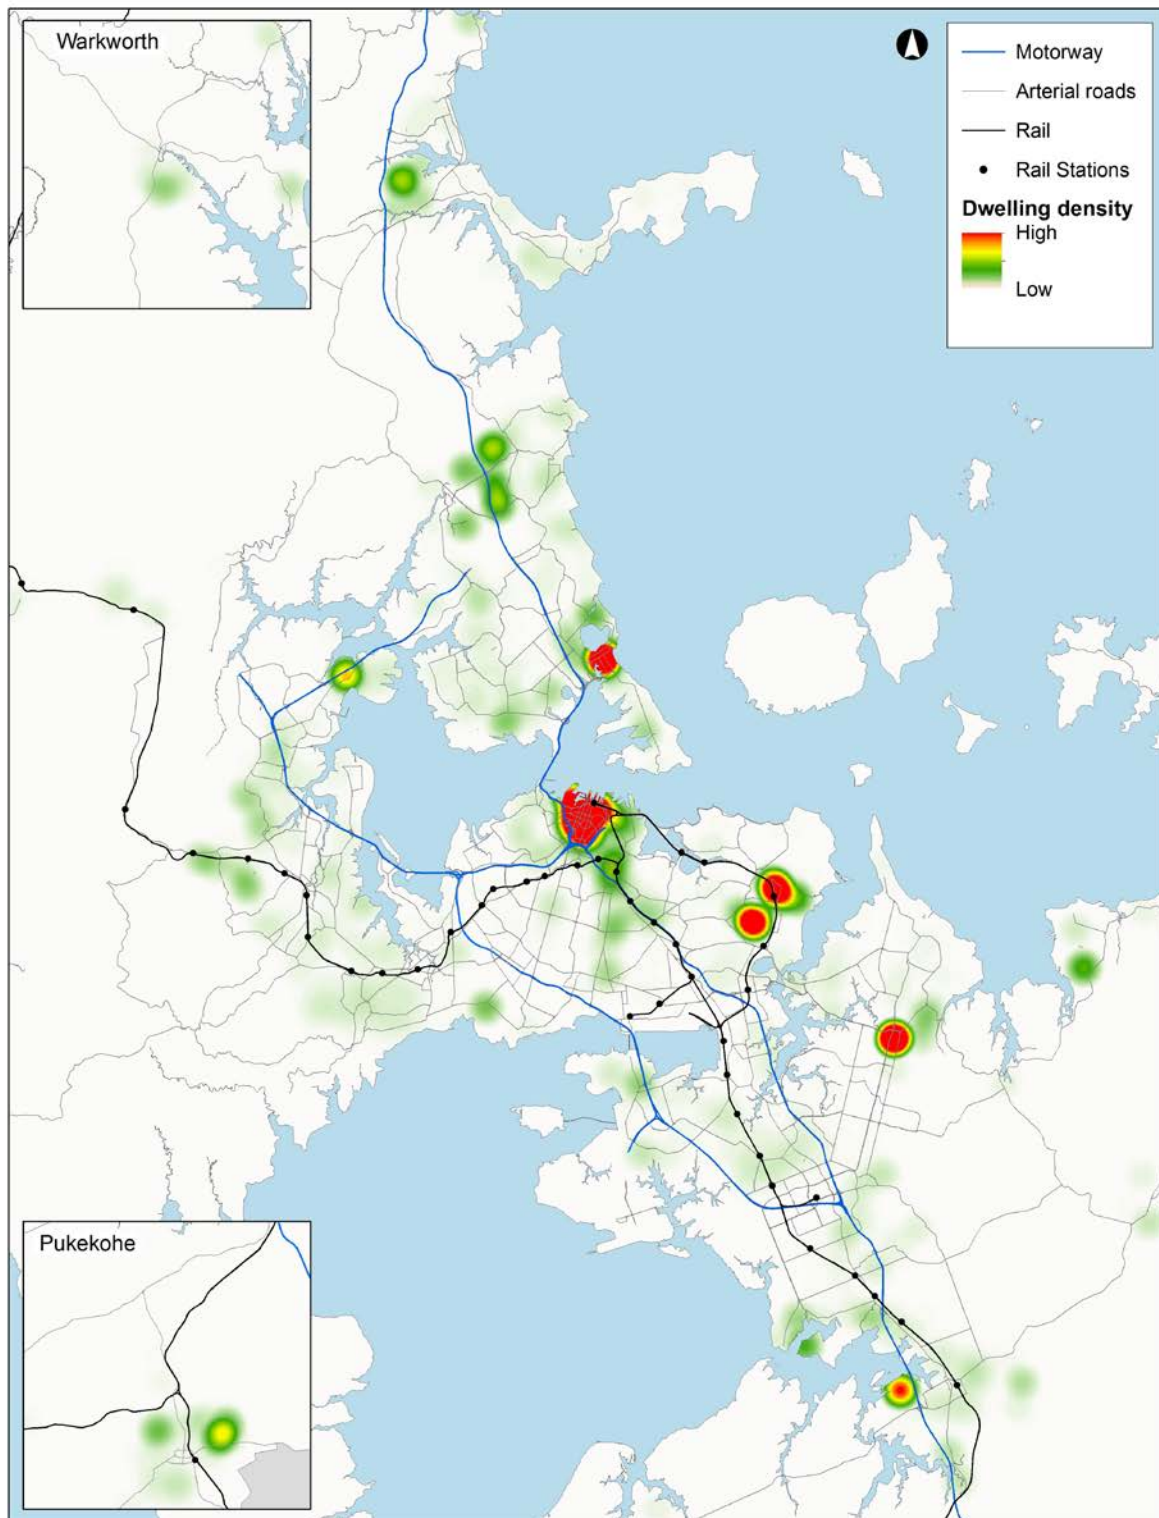 Warkworth
Motorway
Arterial roads
Rail
Rail Stations
Dwelling density
High
Low
Pukekohe